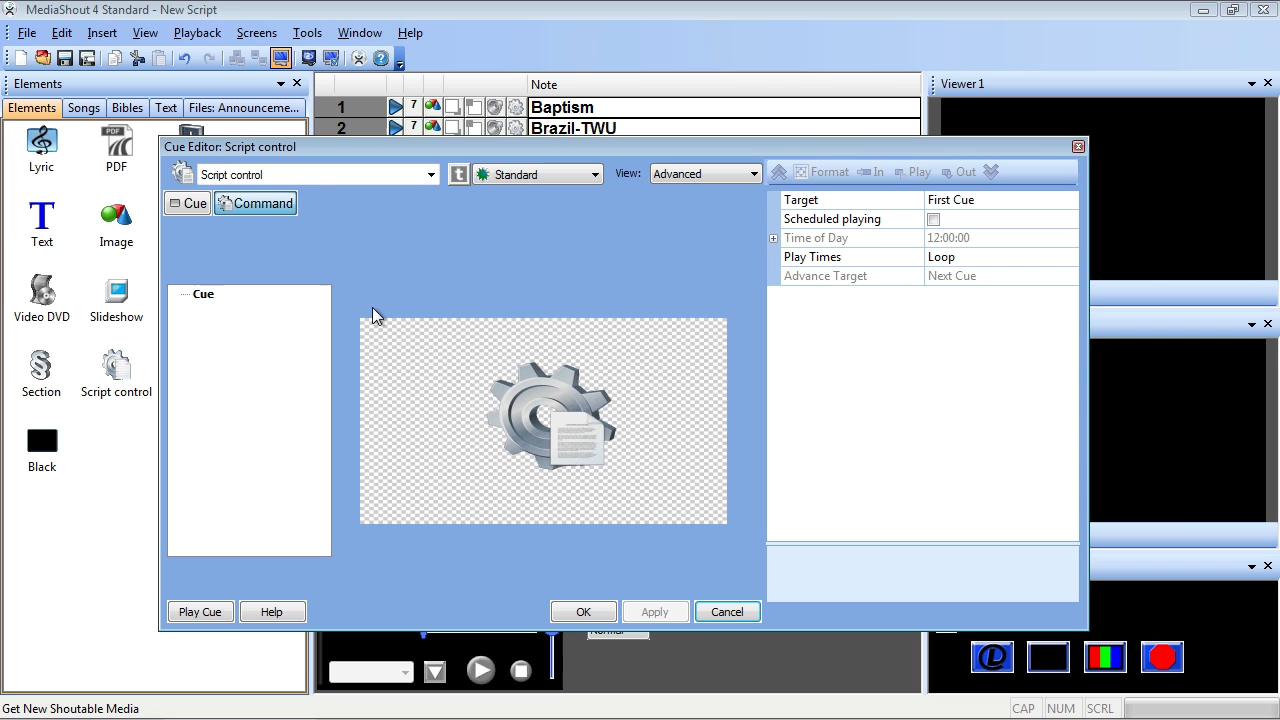 MediaShout 4 Standard - New Script
File Edit Insert View Playback Screens Tools Window Help
Elements
Elements Songs Bibles Text Files: Announceme...
Lyric PDF
Text Image
Video DVD Slideshow
Section Script control
Black
Note
1 7 Baptism
2 7 Brazil-TWU
Viewer1
Cue Editor: Script control
Script control t Standard View: Advanced
Cue Command
Cue
Format In Play Out
Target First Cue
Scheduled playing
Time of Day 12:00:00
Play Times Loop
Advance Target Next Cue
Play Cue Help OK Apply Cancel
Normal
Get New Shoutable Media
CAP NUM SCRL